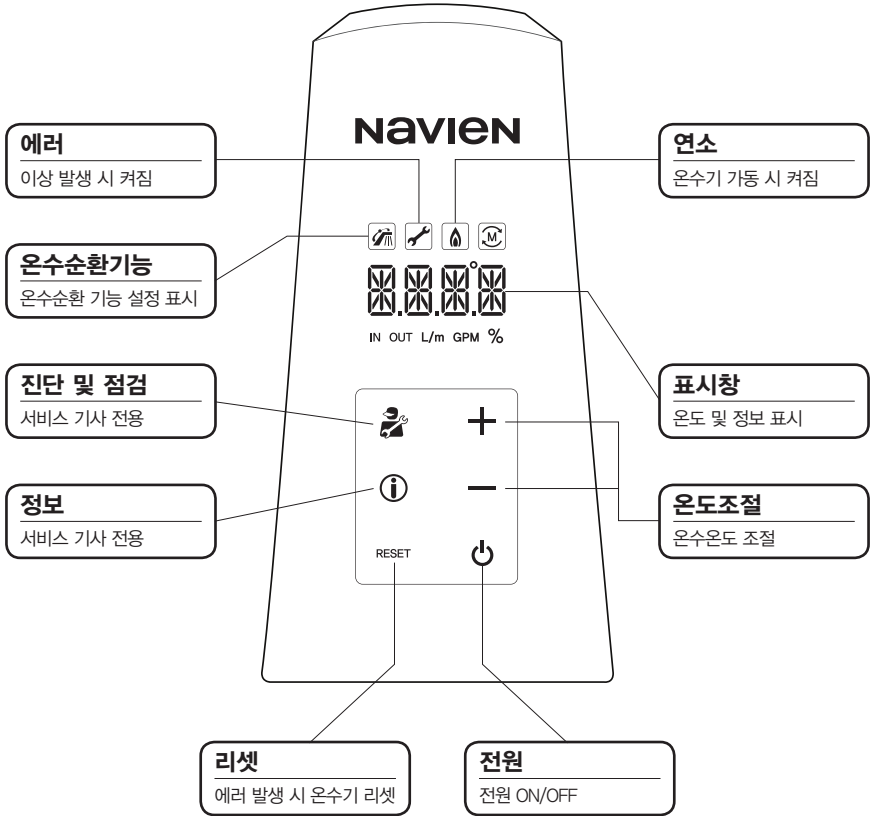 NAVIEN
에러
이상 발생 시 켜짐
연소
온수기 가동 시 켜짐
온수순환기능
온수순환 기능 설정 표시
M
IN OUT L/m GPM %
진단 및 점검
서비스 기사 전용
표시창
온도 및 정보 표시
정보
서비스 기사 전용
온도조절
온수온도 조절
RESET
리셋
에러 발생 시 온수기 리셋
전원
전원 ON/OFF